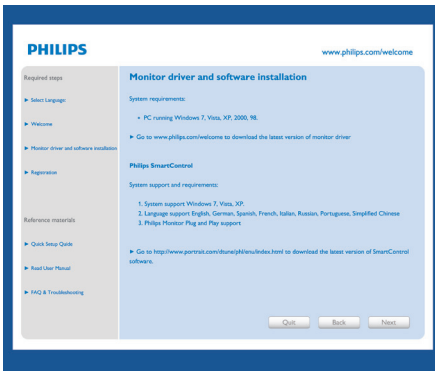 PHILIPS
www.philips.com/welcome
Required steps
► Select Language:
► Welcome
► Monitor driver and software installation
► Registration
Reference materials
► Quick Setup Guide
► Read User Manual
► FAQ & Troubleshooting
Monitor driver and software installation
System requirements:
• PC running Windows 7, Vista, XP, 2000, 98.
► Go to www.philips.com/welcome to download the latest version of monitor driver
Philips SmartControl
System support and requirements:
1. System support Windows 7, Vista, XP.
2. Language support English, German, Spanish, French, Italian, Russian, Portuguese, Simplified Chinese
3. Philips Monitor Plug and Play support
► Go to http://www.portrait.com/dtune/phl/enu/index.html to download the latest version of SmartControl
software.
Quit
Back
Next